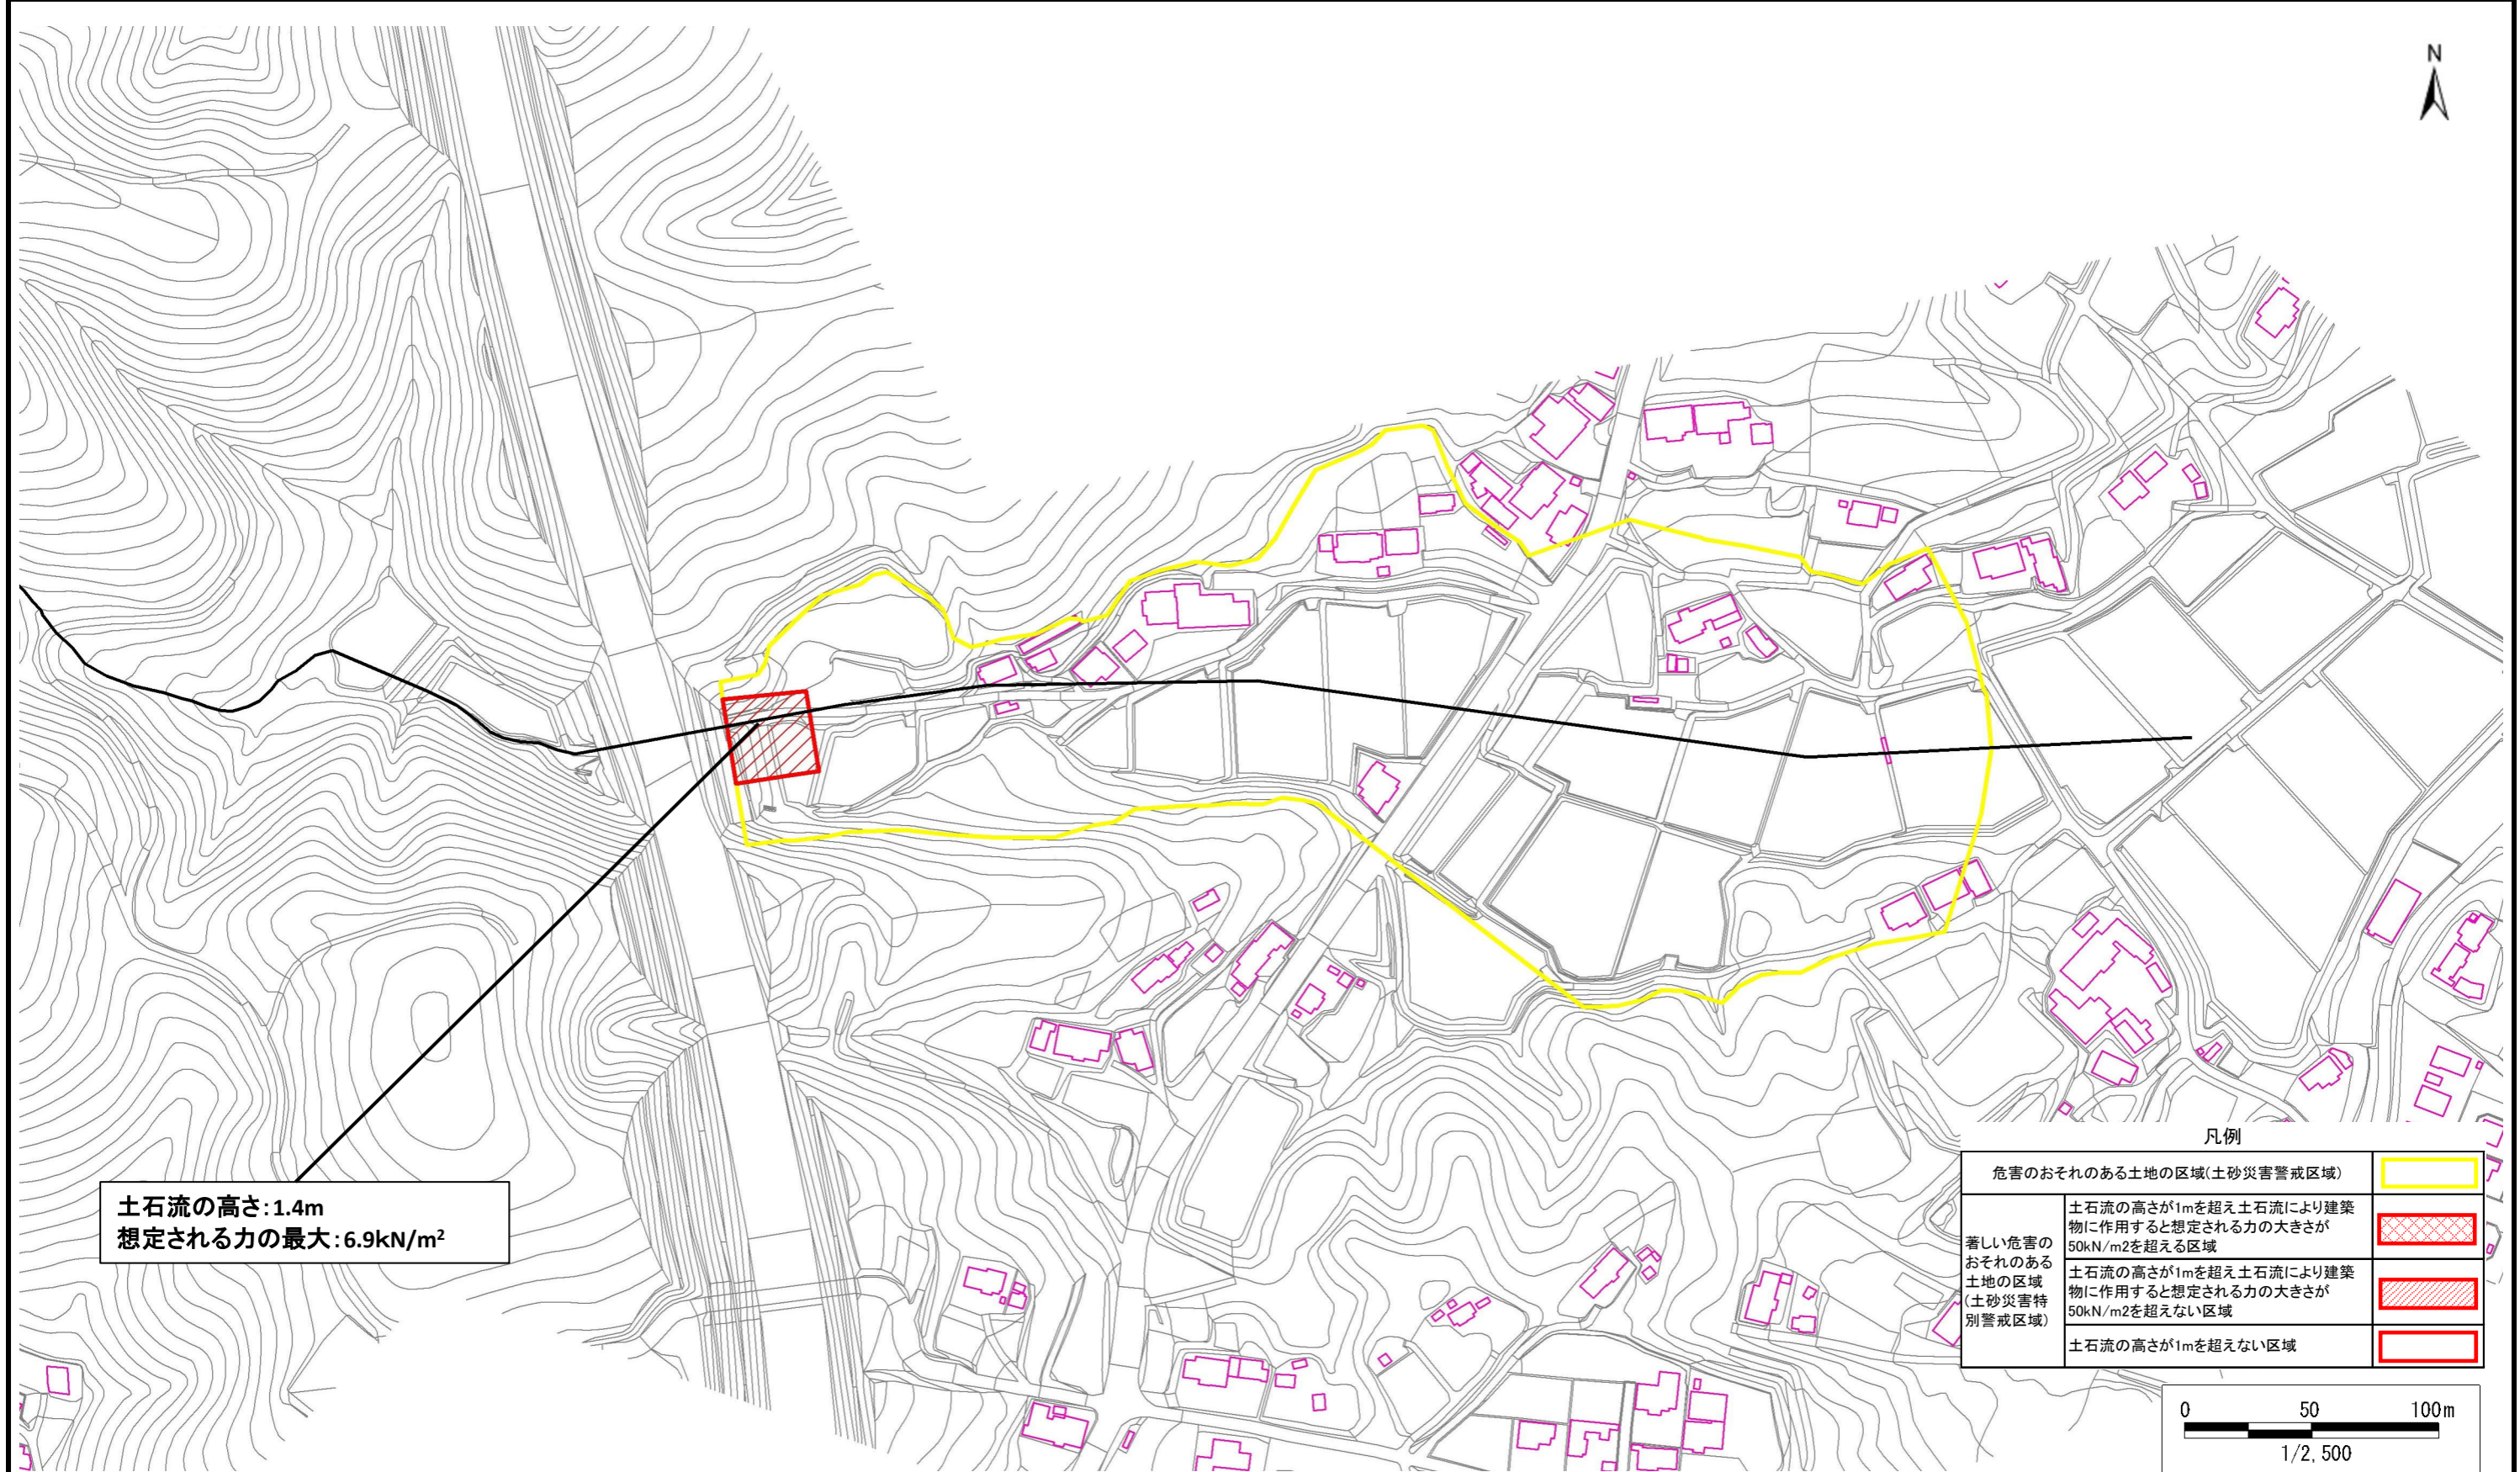 N
土石流の高さ:1.4m
想定される力の最大:6.9kN/m²
凡例
危害のおそれのある土地の区域(土砂災害警戒区域)
著しい危害の
おそれのある
土地の区域
(土砂災害特
別警戒区域)
土石流の高さが1mを超え土石流により建築
物に作用すると想定される力の大きさが
50kN/m2を超える区域
土石流の高さが1mを超え土石流により建築
物に作用すると想定される力の大きさが
50kN/m2を超えない区域
土石流の高さが1mを超えない区域
0 50 100m
1/2,500